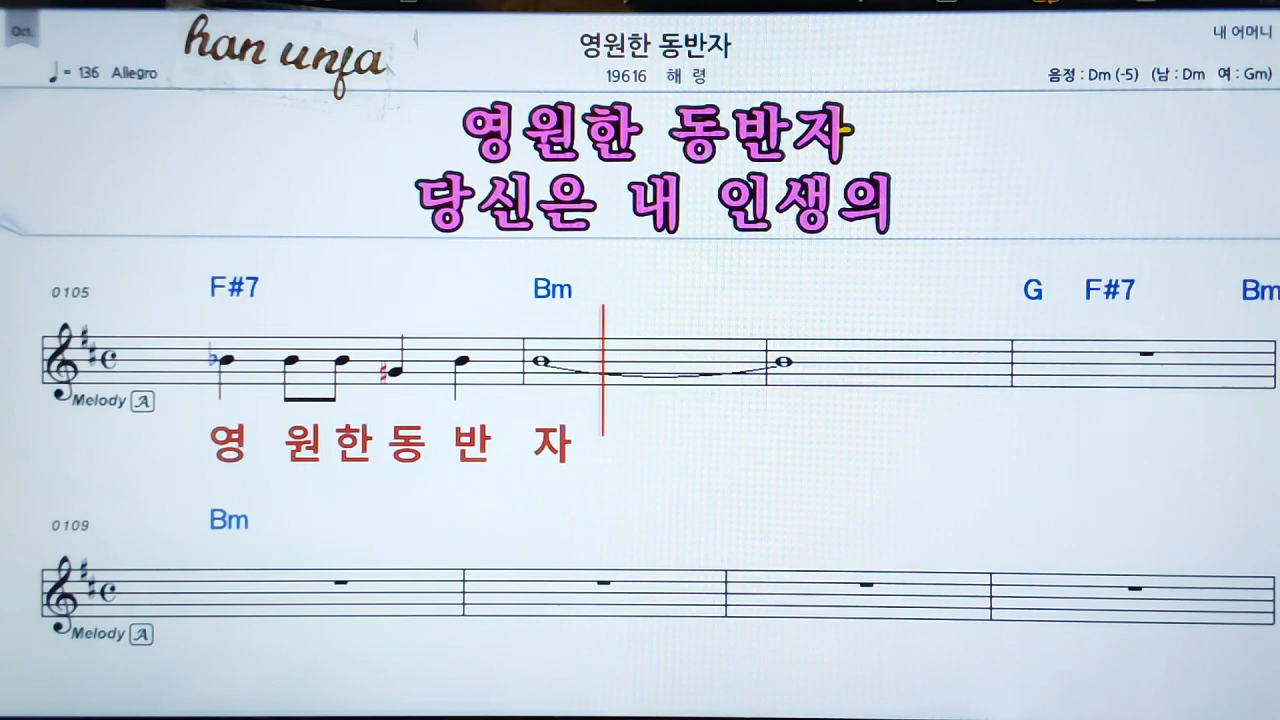 Oct.
han unfa
영원한 동반자
내 어머니
♩= 136 Allegro
19616 해 령
음정 : Dm (-5) (남 : Dm 여 : Gm)
영원한 동반자
당신은 내 인생의
0105 F#7 Bm G F#7 Bm
Melody A
영 원 한 동 반 자
0109 Bm
Melody A